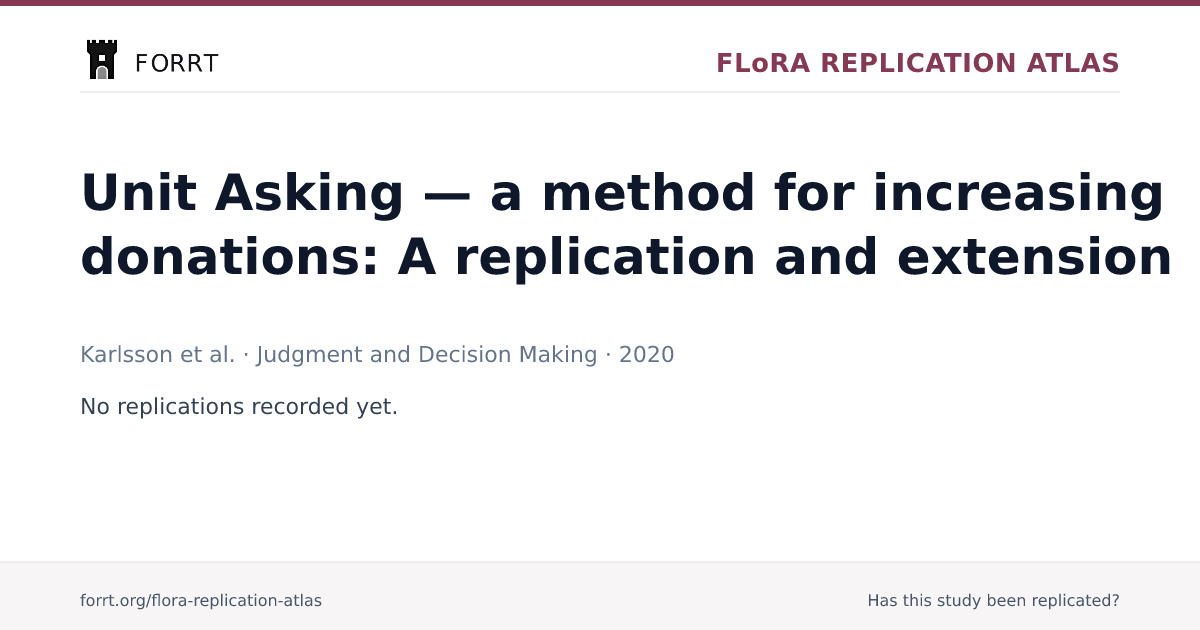 FORRT
FLoRA REPLICATION ATLAS
Unit Asking — a method for increasing
donations: A replication and extension
Karlsson et al. · Judgment and Decision Making · 2020
No replications recorded yet.
forrt.org/flora-replication-atlas
Has this study been replicated?